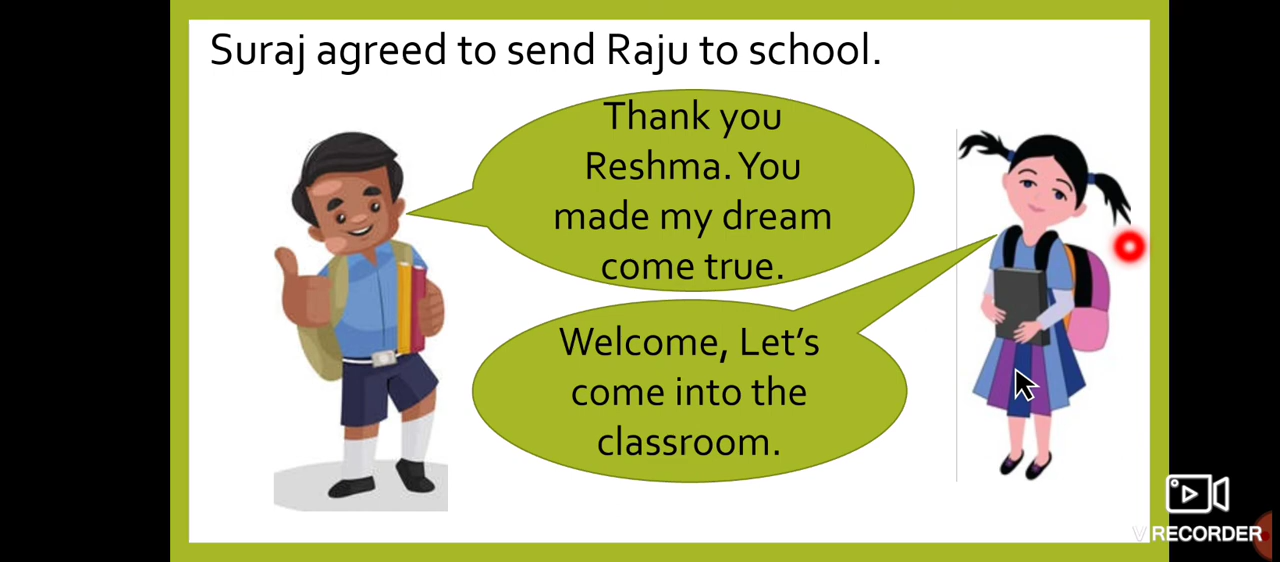 Suraj agreed to send Raju to school.
Thank you
Reshma. You
made my dream
come true.
Welcome, Let's
come into the
classroom.
V RECORDER